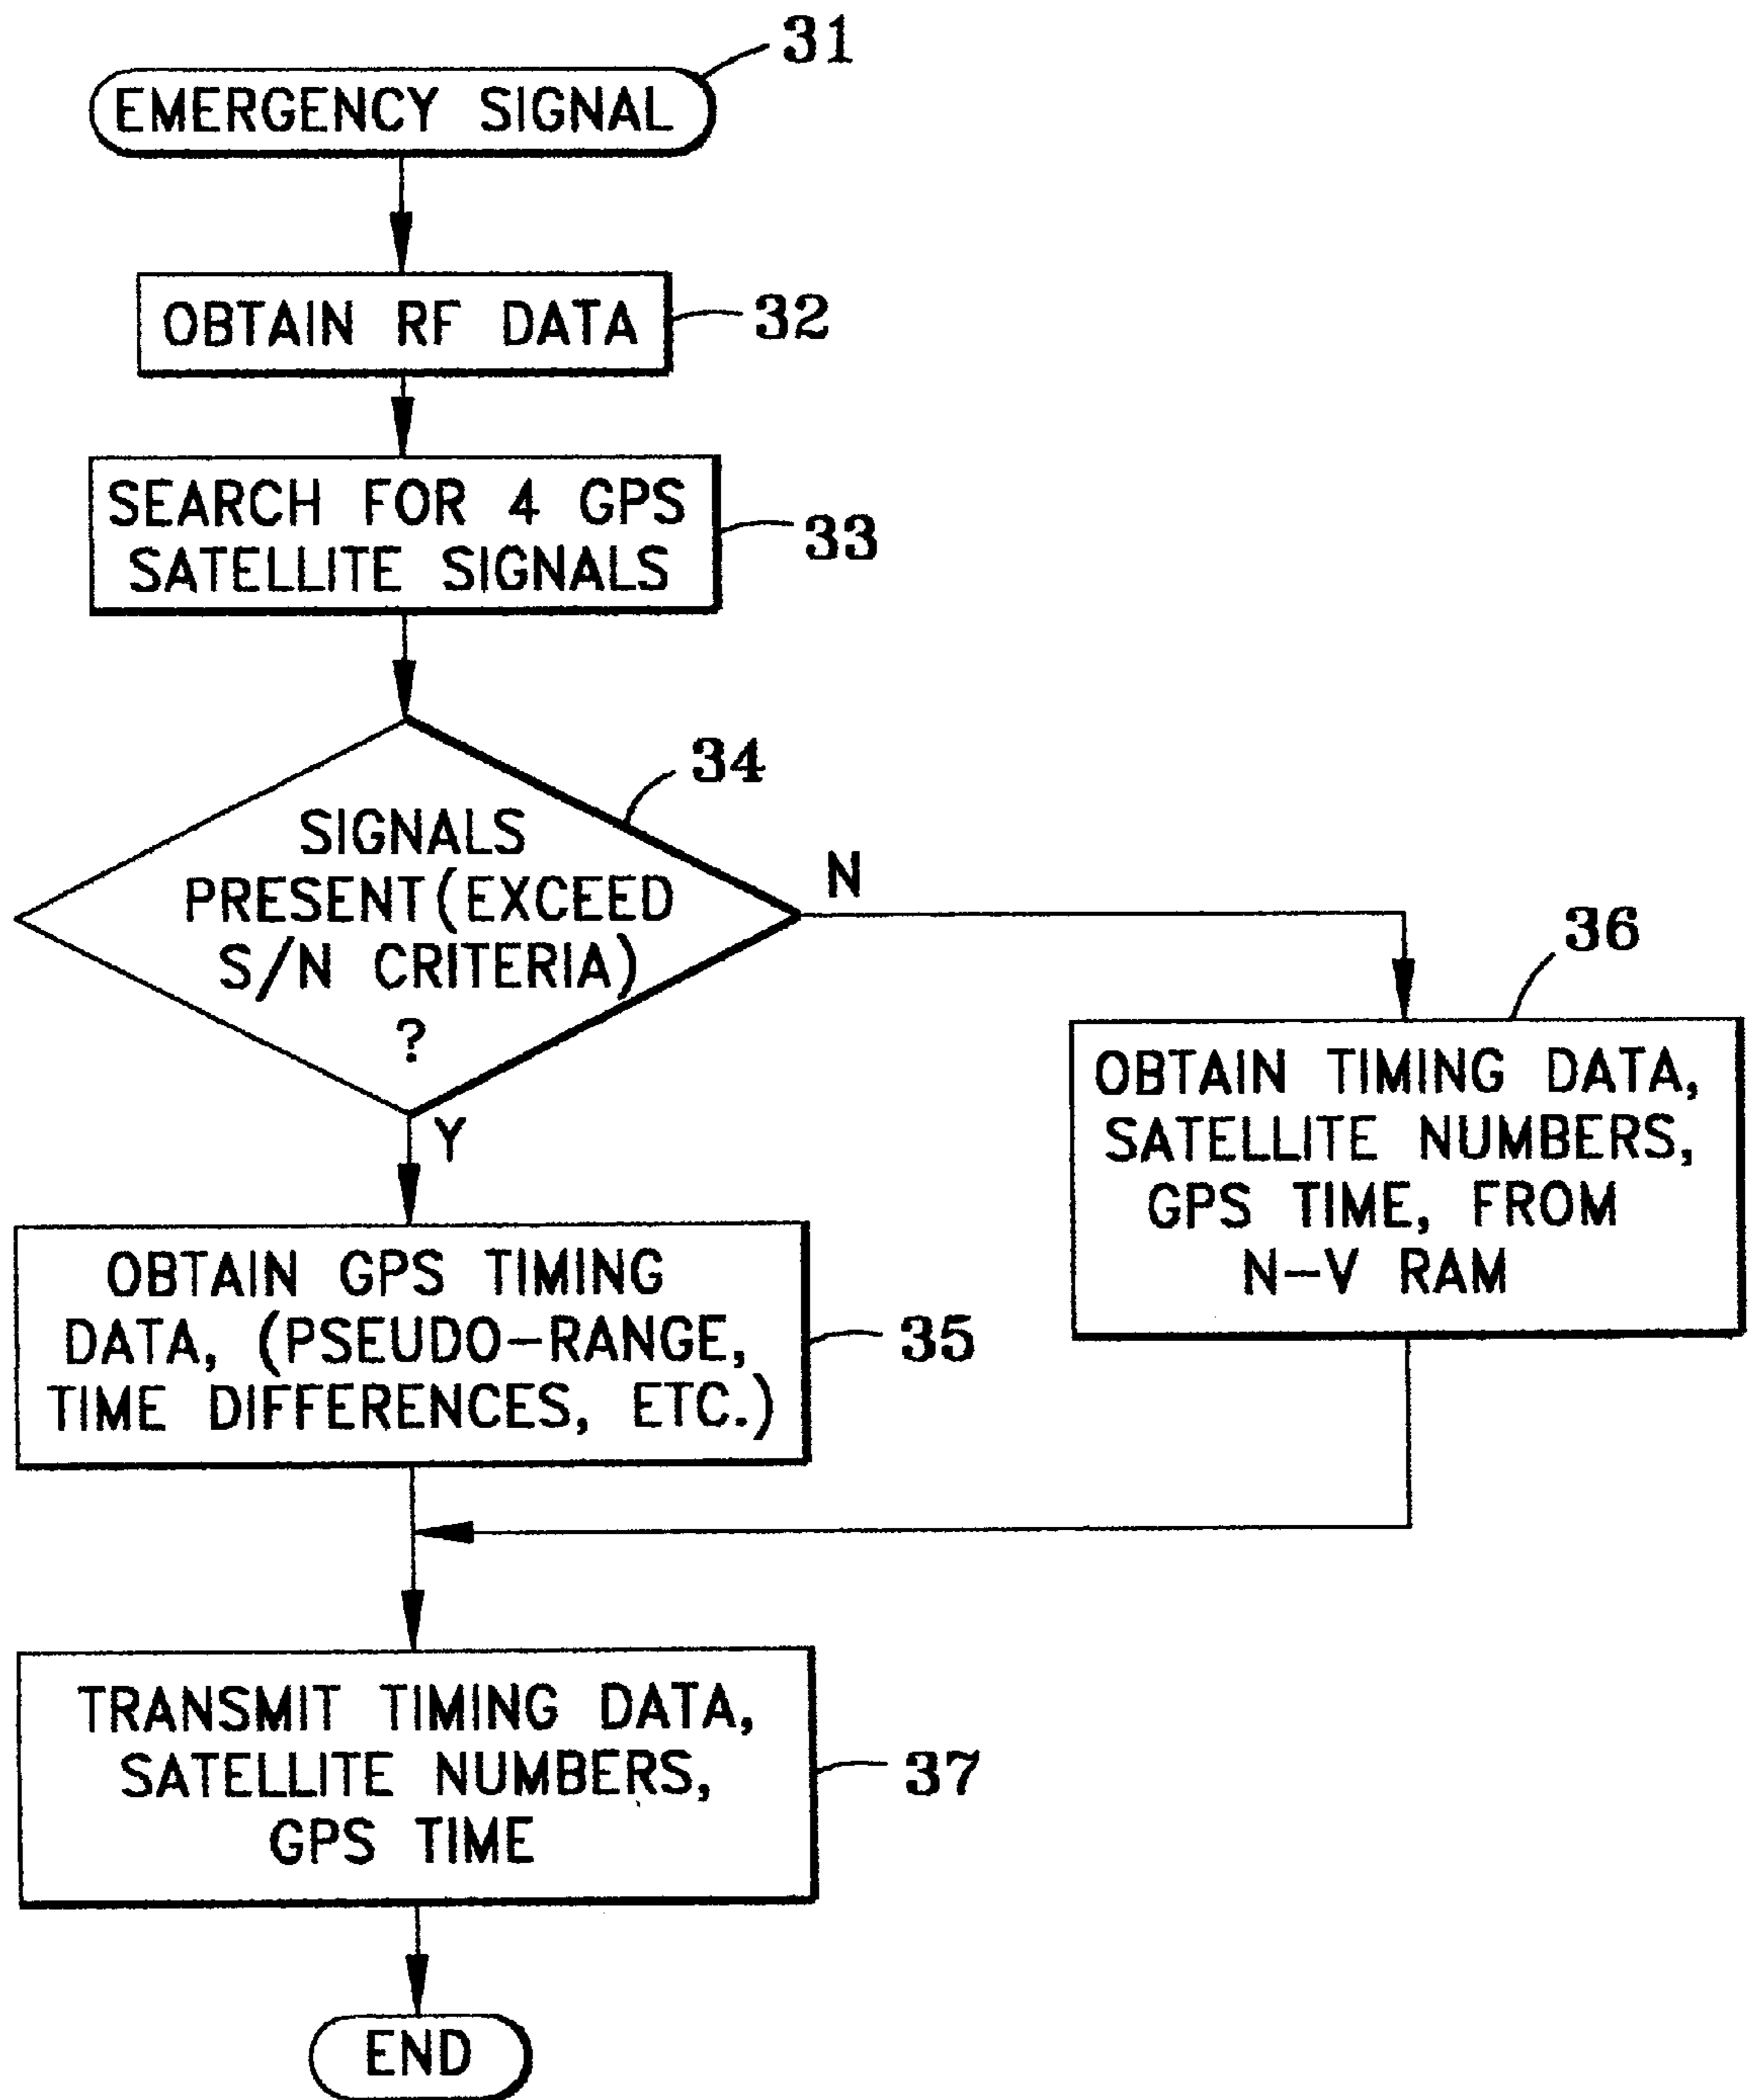 31
EMERGENCY SIGNAL
OBTAIN RF DATA
32
SEARCH FOR 4 GPS
SATELLITE SIGNALS
33
34
SIGNALS
PRESENT(EXCEED
S/N CRITERIA)
?
N
Y
36
OBTAIN TIMING DATA,
SATELLITE NUMBERS,
GPS TIME, FROM
N-V RAM
OBTAIN GPS TIMING
DATA, (PSEUDO-RANGE,
TIME DIFFERENCES, ETC.)
35
TRANSMIT TIMING DATA,
SATELLITE NUMBERS,
GPS TIME
37
END